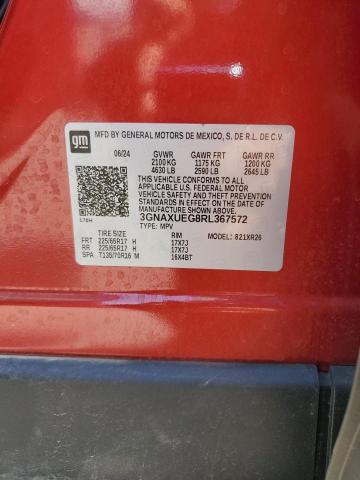 gm
MFD BY GENERAL MOTORS DE MEXICO, S. DE R.L. DE C.V.
06/24 GVWR GAWR FRT GAWR RR
2100 KG 1175 KG 1200 KG
4630 LB 2590 LB 2645 LB
THIS VEHICLE CONFORMS TO ALL
APPLICABLE U.S. FEDERAL MOTOR
VEHICLE SAFETY AND THEFT PREVENTION
STANDARDS IN EFFECT ON THE DATE OF
MANUFACTURE SHOWN ABOVE.
L78H 3GNAXUEG8RL367572
TYPE: MPV
TIRE SIZE RIM MODEL: 821XR26
FRT 225/65R17 H 17X7J
RR 225/65R17 H 17X7J
SPA T135/70R16 M 16X4BT